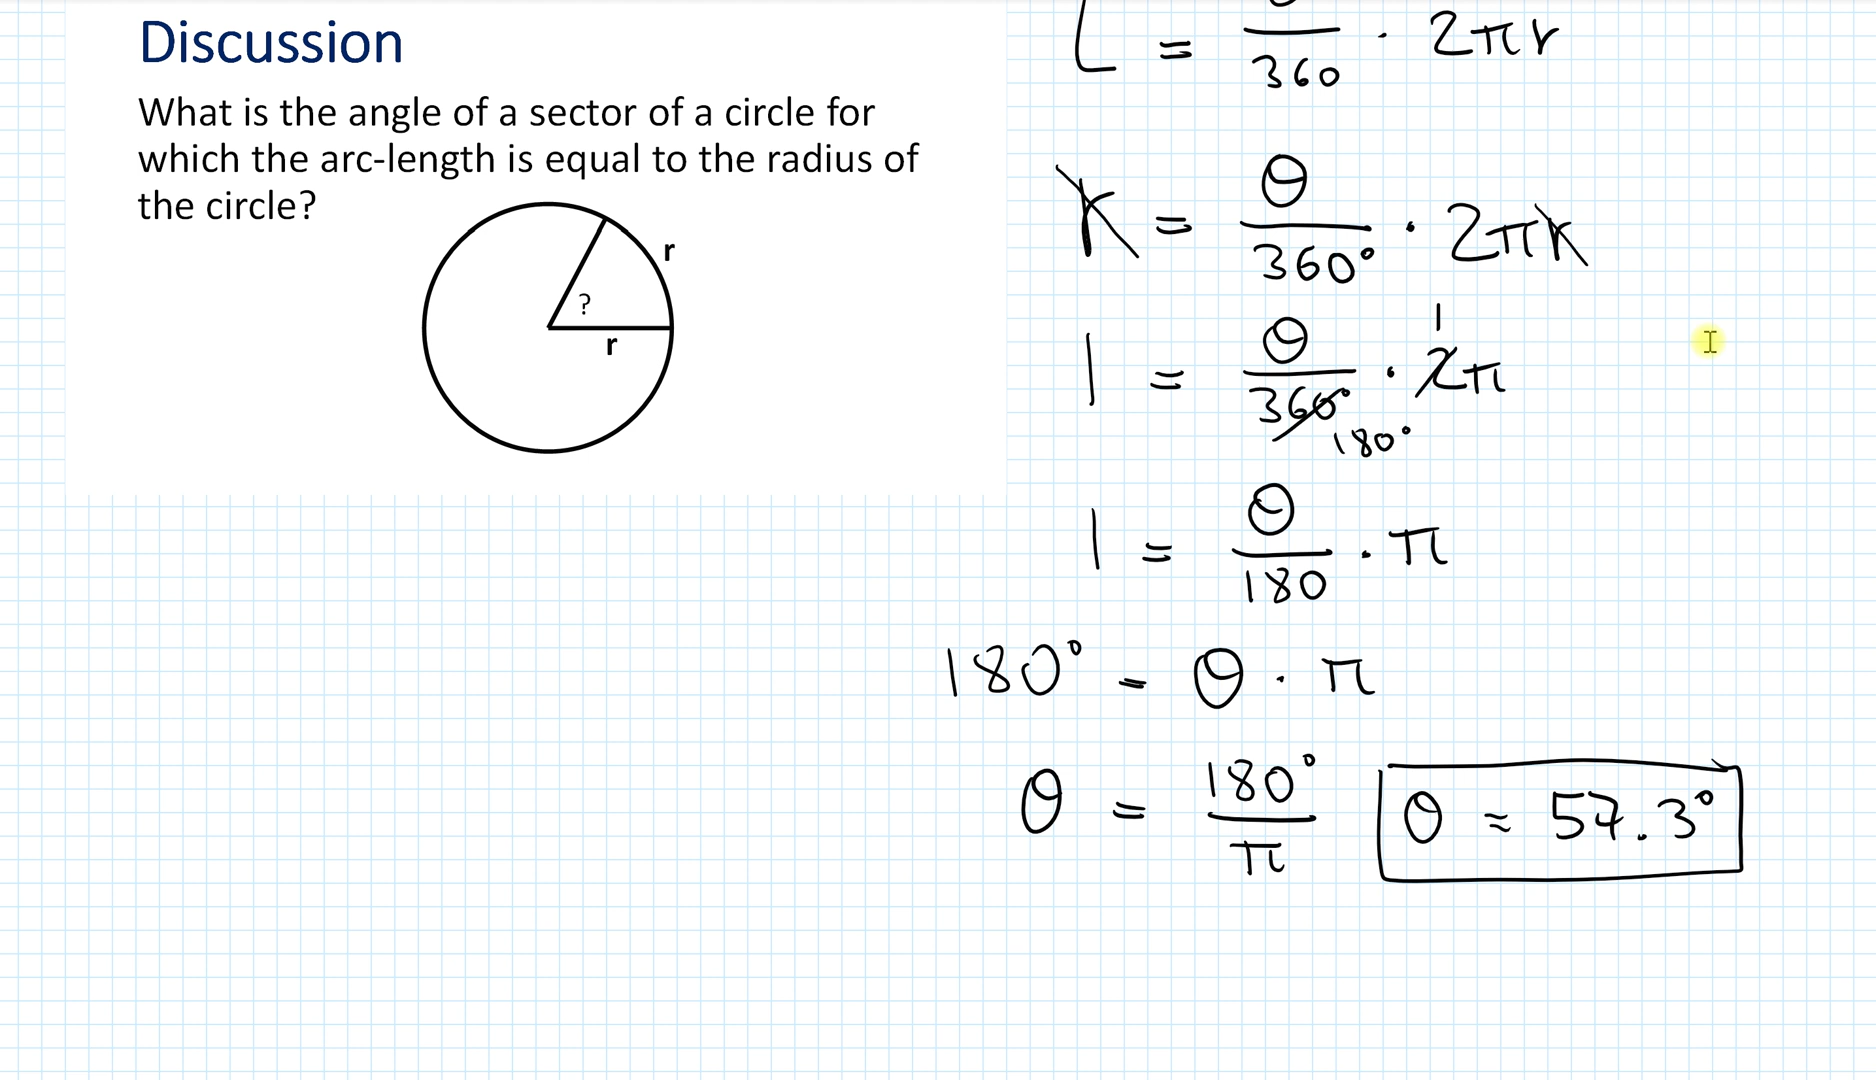 Discussion
What is the angle of a sector of a circle for
which the arc-length is equal to the radius of
the circle?
r
?
r
L = θ/360 · 2πr
r = θ/360° · 2πr
1
1 = θ/360° · 2π
180°
1 = θ/180 · π
180° = θ · π
θ = 180°/π
θ ≈ 57.3°